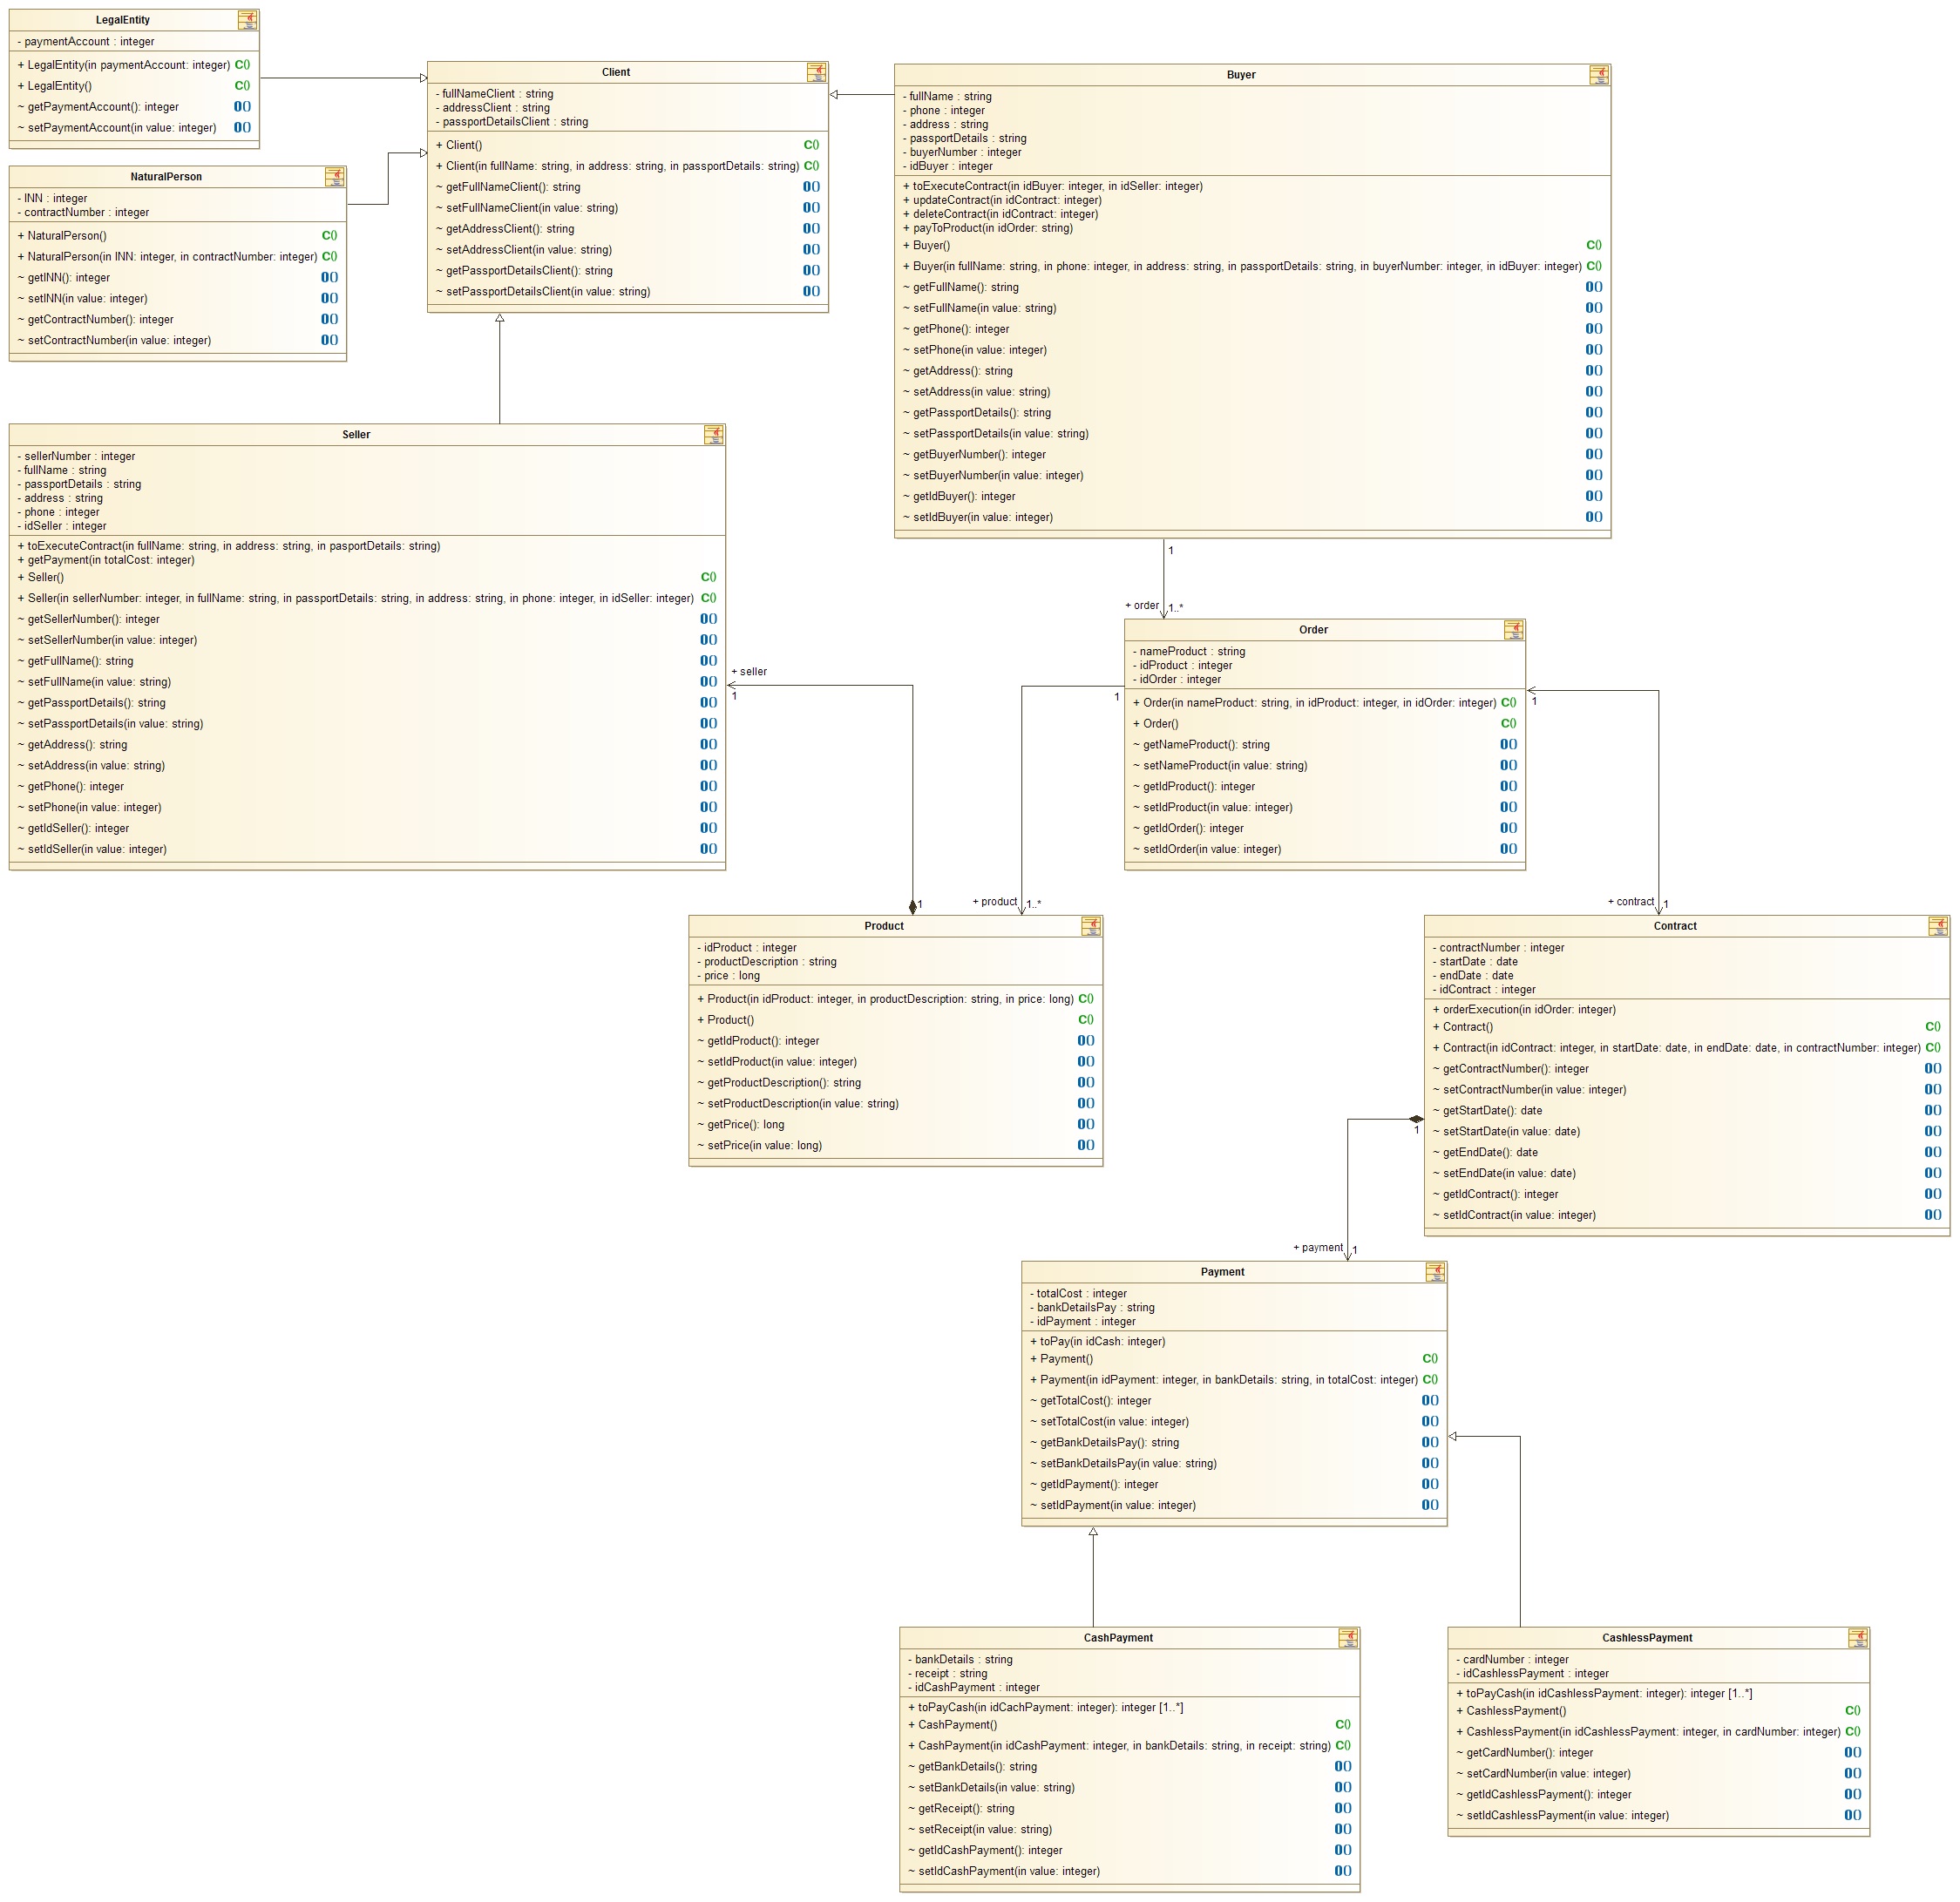 LegalEntity
- paymentAccount : integer
+ LegalEntity(in paymentAccount: integer) C()
+ LegalEntity() C()
~ getPaymentAccount(): integer 0()
~ setPaymentAccount(in value: integer) 0()
NaturalPerson
- INN : integer
- contractNumber : integer
+ NaturalPerson() C()
+ NaturalPerson(in INN: integer, in contractNumber: integer) C()
~ getINN(): integer 0()
~ setINN(in value: integer) 0()
~ getContractNumber(): integer 0()
~ setContractNumber(in value: integer) 0()
Client
- fullNameClient : string
- addressClient : string
- passportDetailsClient : string
+ Client() C()
+ Client(in fullName: string, in address: string, in passportDetails: string) C()
~ getFullNameClient(): string 0()
~ setFullNameClient(in value: string) 0()
~ getAddressClient(): string 0()
~ setAddressClient(in value: string) 0()
~ getPassportDetailsClient(): string 0()
~ setPassportDetailsClient(in value: string) 0()
Buyer
- fullName : string
- phone : integer
- address : string
- passportDetails : string
- buyerNumber : integer
- idBuyer : integer
+ toExecuteContract(in idBuyer: integer, in idSeller: integer)
+ updateContract(in idContract: integer)
+ deleteContract(in idContract: integer)
+ payToProduct(in idOrder: string)
+ Buyer() C()
+ Buyer(in fullName: string, in phone: integer, in address: string, in passportDetails: string, in buyerNumber: integer, in idBuyer: integer) C()
~ getFullName(): string 0()
~ setFullName(in value: string) 0()
~ getPhone(): integer 0()
~ setPhone(in value: integer) 0()
~ getAddress(): string 0()
~ setAddress(in value: string) 0()
~ getPassportDetails(): string 0()
~ setPassportDetails(in value: string) 0()
~ getBuyerNumber(): integer 0()
~ setBuyerNumber(in value: integer) 0()
~ getIdBuyer(): integer 0()
~ setIdBuyer(in value: integer) 0()
1
+ order 1..*
Seller
- sellerNumber : integer
- fullName : string
- passportDetails : string
- address : string
- phone : integer
- idSeller : integer
+ toExecuteContract(in fullName: string, in address: string, in pasportDetails: string)
+ getPayment(in totalCost: integer)
+ Seller() C()
+ Seller(in sellerNumber: integer, in fullName: string, in passportDetails: string, in address: string, in phone: integer, in idSeller: integer) C()
~ getSellerNumber(): integer 0()
~ setSellerNumber(in value: integer) 0()
~ getFullName(): string 0()
~ setFullName(in value: string) 0()
~ getPassportDetails(): string 0()
~ setPassportDetails(in value: string) 0()
~ getAddress(): string 0()
~ setAddress(in value: string) 0()
~ getPhone(): integer 0()
~ setPhone(in value: integer) 0()
~ getIdSeller(): integer 0()
~ setIdSeller(in value: integer) 0()
+ seller
1
Order
- nameProduct : string
- idProduct : integer
- idOrder : integer
+ Order(in nameProduct: string, in idProduct: integer, in idOrder: integer) C()
+ Order() C()
~ getNameProduct(): string 0()
~ setNameProduct(in value: string) 0()
~ getIdProduct(): integer 0()
~ setIdProduct(in value: integer) 0()
~ getIdOrder(): integer 0()
~ setIdOrder(in value: integer) 0()
1
1
1
+ product 1..*
+ contract 1
Product
- idProduct : integer
- productDescription : string
- price : long
+ Product(in idProduct: integer, in productDescription: string, in price: long) C()
+ Product() C()
~ getIdProduct(): integer 0()
~ setIdProduct(in value: integer) 0()
~ getProductDescription(): string 0()
~ setProductDescription(in value: string) 0()
~ getPrice(): long 0()
~ setPrice(in value: long) 0()
Contract
- contractNumber : integer
- startDate : date
- endDate : date
- idContract : integer
+ orderExecution(in idOrder: integer)
+ Contract() C()
+ Contract(in idContract: integer, in startDate: date, in endDate: date, in contractNumber: integer) C()
~ getContractNumber(): integer 0()
~ setContractNumber(in value: integer) 0()
~ getStartDate(): date 0()
~ setStartDate(in value: date) 0()
~ getEndDate(): date 0()
~ setEndDate(in value: date) 0()
~ getIdContract(): integer 0()
~ setIdContract(in value: integer) 0()
1
+ payment 1
Payment
- totalCost : integer
- bankDetailsPay : string
- idPayment : integer
+ toPay(in idCash: integer)
+ Payment() C()
+ Payment(in idPayment: integer, in bankDetails: string, in totalCost: integer) C()
~ getTotalCost(): integer 0()
~ setTotalCost(in value: integer) 0()
~ getBankDetailsPay(): string 0()
~ setBankDetailsPay(in value: string) 0()
~ getIdPayment(): integer 0()
~ setIdPayment(in value: integer) 0()
CashPayment
- bankDetails : string
- receipt : string
- idCashPayment : integer
+ toPayCash(in idCachPayment: integer): integer [1..*]
+ CashPayment() C()
+ CashPayment(in idCashPayment: integer, in bankDetails: string, in receipt: string) C()
~ getBankDetails(): string 0()
~ setBankDetails(in value: string) 0()
~ getReceipt(): string 0()
~ setReceipt(in value: string) 0()
~ getIdCashPayment(): integer 0()
~ setIdCashPayment(in value: integer) 0()
CashlessPayment
- cardNumber : integer
- idCashlessPayment : integer
+ toPayCash(in idCashlessPayment: integer): integer [1..*]
+ CashlessPayment() C()
+ CashlessPayment(in idCashlessPayment: integer, in cardNumber: integer) C()
~ getCardNumber(): integer 0()
~ setCardNumber(in value: integer) 0()
~ getIdCashlessPayment(): integer 0()
~ setIdCashlessPayment(in value: integer) 0()